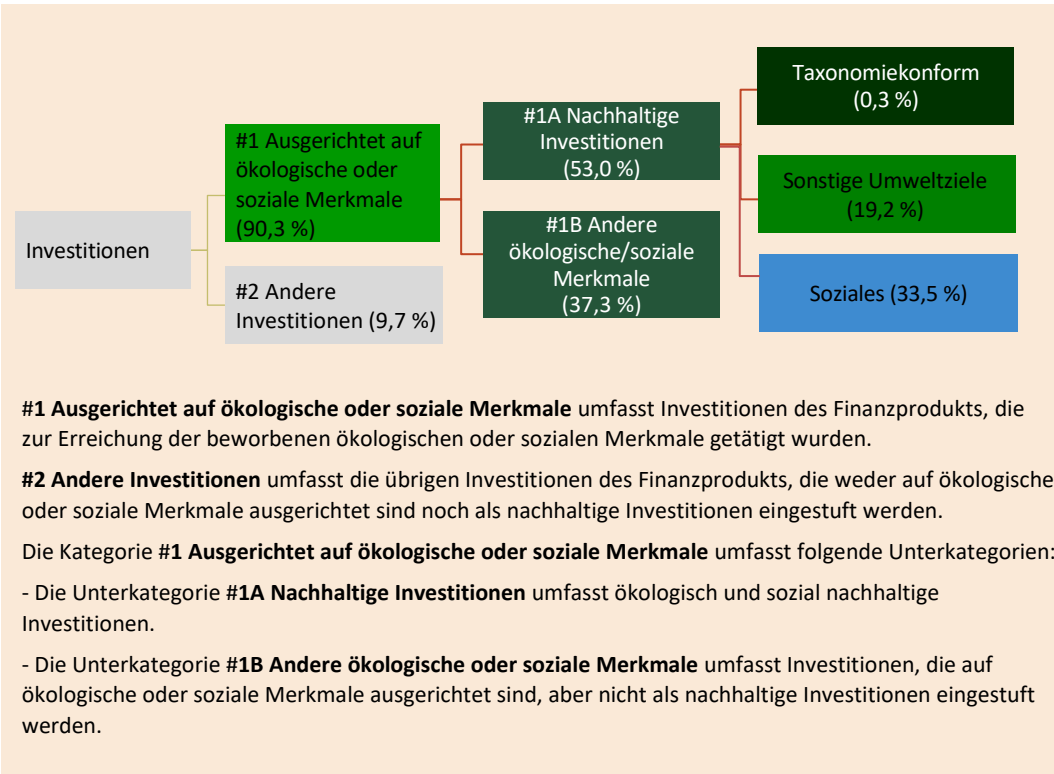 Investitionen
#1 Ausgerichtet auf
ökologische oder
soziale Merkmale
(90,3 %)
#2 Andere
Investitionen (9,7 %)
#1A Nachhaltige
Investitionen
(53,0 %)
#1B Andere
ökologische/soziale
Merkmale
(37,3 %)
Taxonomiekonform
(0,3 %)
Sonstige Umweltziele
(19,2 %)
Soziales (33,5 %)
#1 Ausgerichtet auf ökologische oder soziale Merkmale umfasst Investitionen des Finanzprodukts, die
zur Erreichung der beworbenen ökologischen oder sozialen Merkmale getätigt wurden.
#2 Andere Investitionen umfasst die übrigen Investitionen des Finanzprodukts, die weder auf ökologische
oder soziale Merkmale ausgerichtet sind noch als nachhaltige Investitionen eingestuft werden.
Die Kategorie #1 Ausgerichtet auf ökologische oder soziale Merkmale umfasst folgende Unterkategorien:
- Die Unterkategorie #1A Nachhaltige Investitionen umfasst ökologisch und sozial nachhaltige
Investitionen.
- Die Unterkategorie #1B Andere ökologische oder soziale Merkmale umfasst Investitionen, die auf
ökologische oder soziale Merkmale ausgerichtet sind, aber nicht als nachhaltige Investitionen eingestuft
werden.